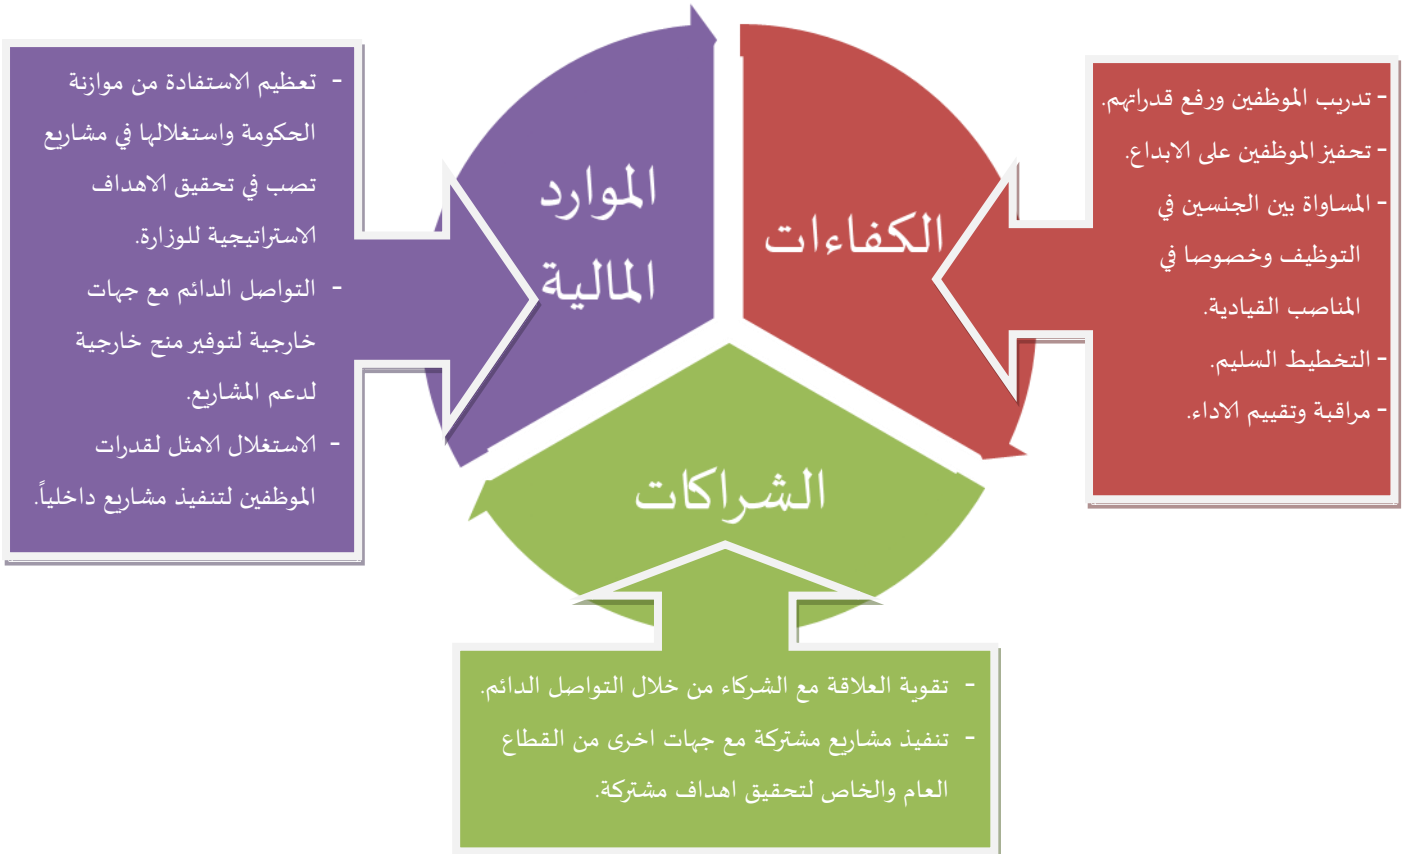 الكفاءات
- تدريب الموظفين ورفع قدراتهم.
- تحفيز الموظفين على الابداع.
- المساواة بين الجنسين في
التوظيف وخصوصا في
المناصب القيادية.
- التخطيط السليم.
- مراقبة وتقييم الاداء.
الموارد
المالية
- تعظيم الاستفادة من موازنة
الحكومة واستغلالها في مشاريع
تصب في تحقيق الاهداف
الاستراتيجية للوزارة.
- التواصل الدائم مع جهات
خارجية لتوفير منح خارجية
لدعم المشاريع.
- الاستغلال الامثل لقدرات
الموظفين لتنفيذ مشاريع داخلياً.
الشراكات
- تقوية العلاقة مع الشركاء من خلال التواصل الدائم.
- تنفيذ مشاريع مشتركة مع جهات اخرى من القطاع
العام والخاص لتحقيق اهداف مشتركة.